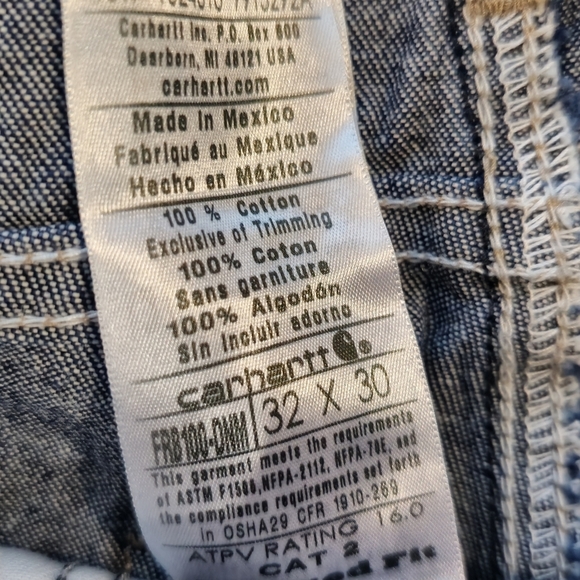 Carhartt Inc. P.O. Box 600
Dearborn, MI 48121 USA
carhartt.com
Made in Mexico
Fabriqué au Mexique
Hecho en México
100 % Cotton
Exclusive of Trimming
100% Coton
Sans garniture
100% Algodón
Sin incluir adorno
carhartt ®
FRB100-DNM 32 X 30
This garment meets the requirements
of ASTM F1506, NFPA-2112, NFPA-70E, and
the compliance requirements set forth
in OSHA29 CFR 1910-269
ATPV RATING 16.0
CAT 2
Fit